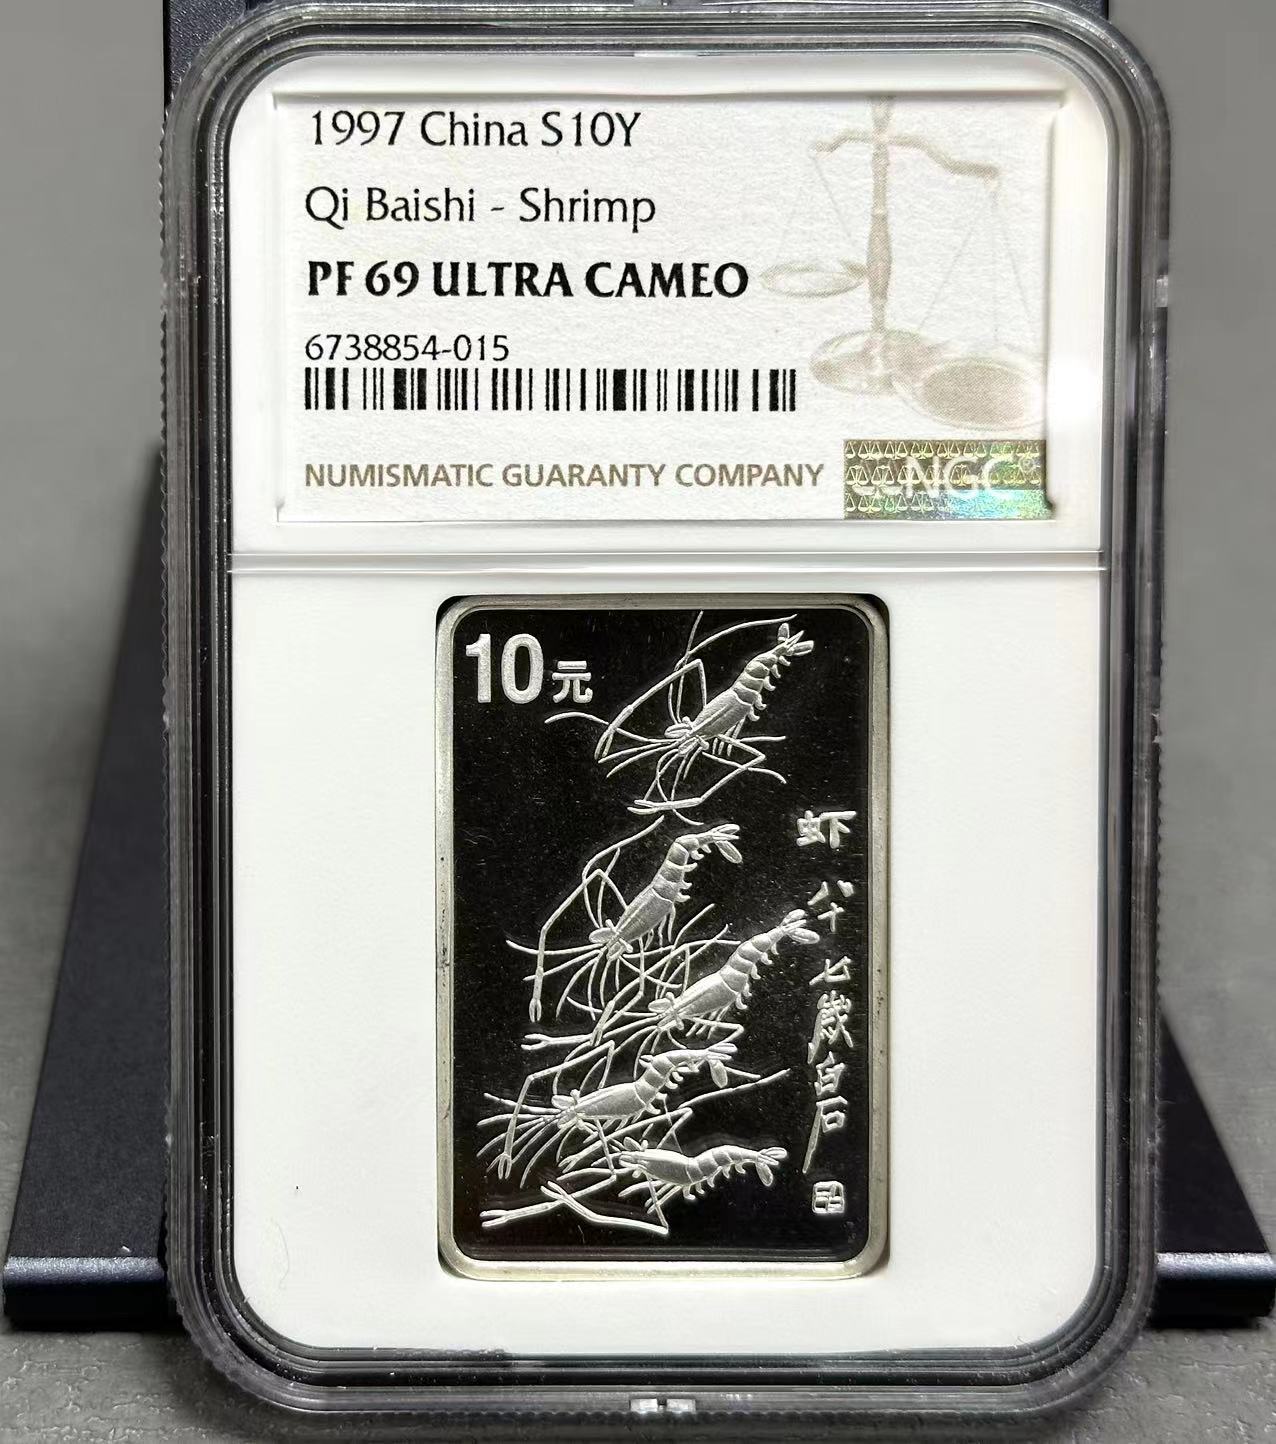 1997 China S10Y
Qi Baishi - Shrimp
PF 69 ULTRA CAMEO
6738854-015
NUMISMATIC GUARANTY COMPANY
NGC
10元
虾
八十七歲白石